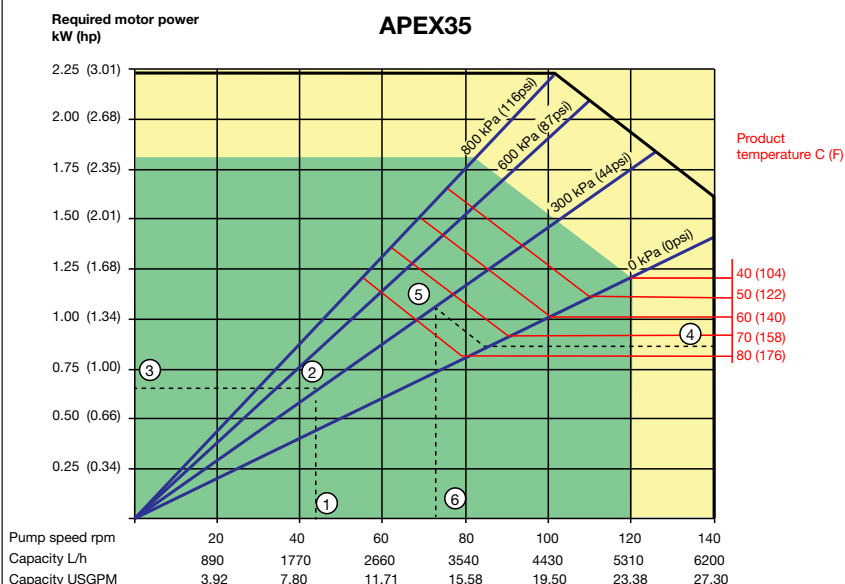 Required motor power
kW (hp)
APEX35
2.25 (3.01)
2.00 (2.68)
1.75 (2.35)
1.50 (2.01)
1.25 (1.68)
1.00 (1.34)
0.75 (1.00)
0.50 (0.66)
0.25 (0.34)
800 kPa (116psi)
600 kPa (87psi)
300 kPa (44psi)
0 kPa (0psi)
Product
temperature C (F)
40 (104)
50 (122)
60 (140)
70 (158)
80 (176)
5
4
3
2
1
6
Pump speed rpm 20 40 60 80 100 120 140
Capacity L/h 890 1770 2660 3540 4430 5310 6200
Capacity USGPM 3.92 7.80 11.71 15.58 19.50 23.38 27.30